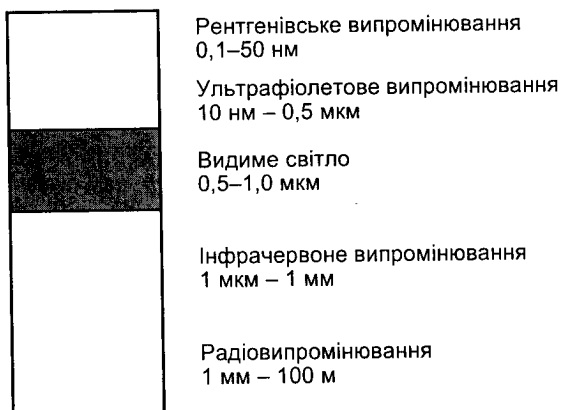 Рентгенівське випромінювання
0,1–50 нм
Ультрафіолетове випромінювання
10 нм – 0,5 мкм
Видиме світло
0,5–1,0 мкм
Інфрачервоне випромінювання
1 мкм – 1 мм
Радіовипромінювання
1 мм – 100 м